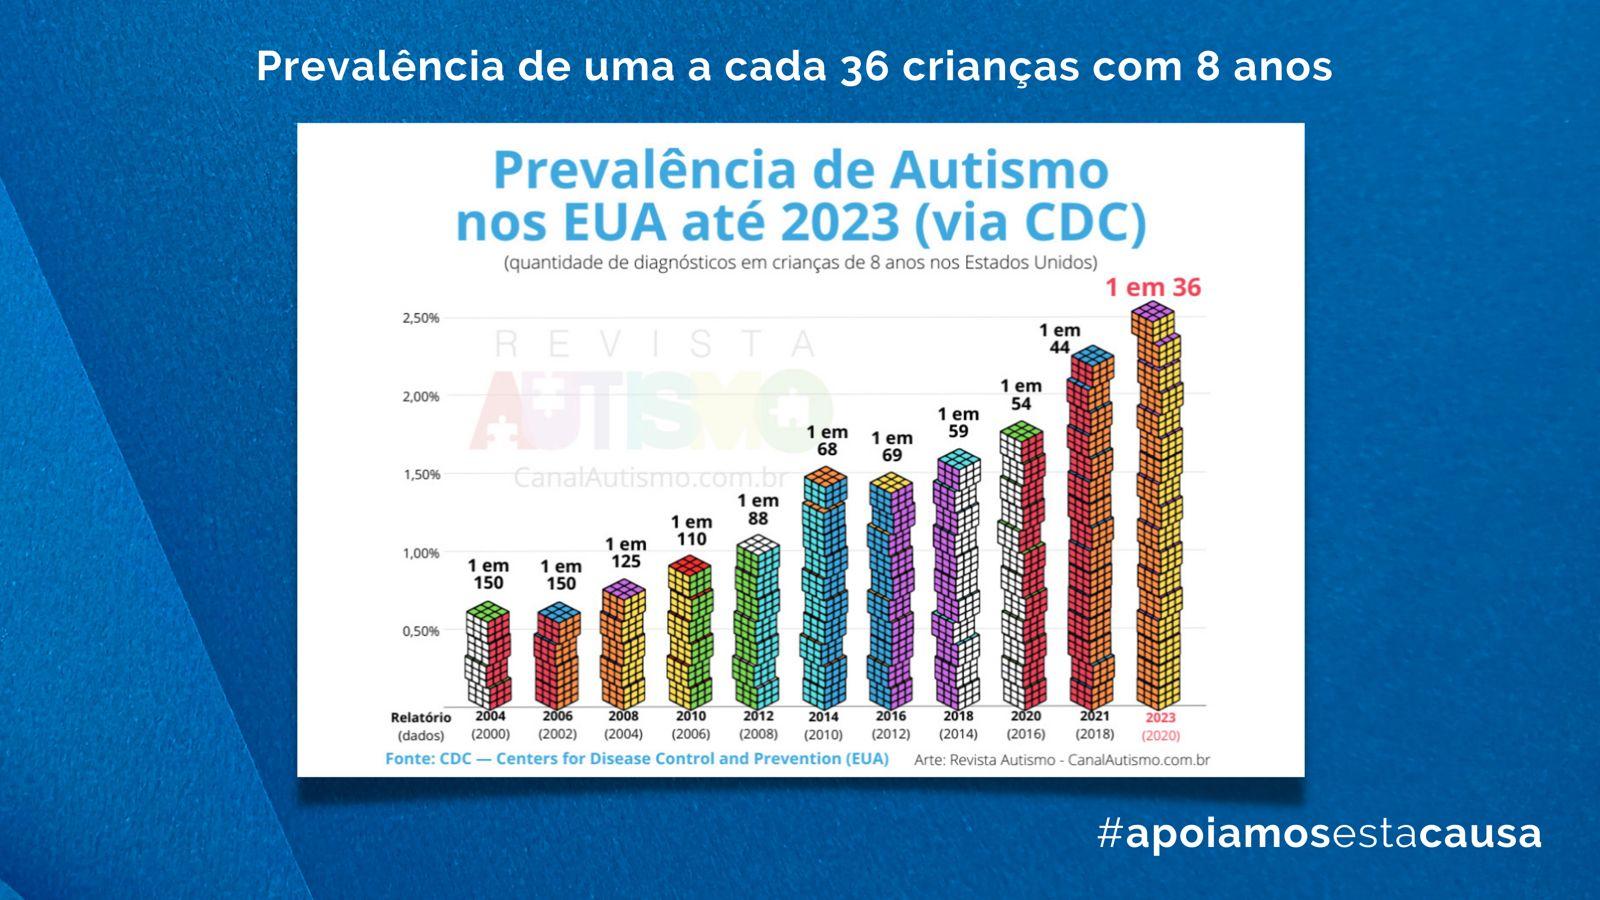 Prevalência de uma a cada 36 crianças com 8 anos
Prevalência de Autismo
nos EUA até 2023 (via CDC)
(quantidade de diagnósticos em crianças de 8 anos nos Estados Unidos)
1 em 36
2,50%
1 em
44
REVISTA
AUTISMO
CanalAutismo.com.br
2,00%
1 em
54
1 em
59
1 em
68
1 em
69
1,50%
1 em
88
1 em
110
1 em
125
1,00%
1 em
150
1 em
150
0,50%
Relatório 2004 2006 2008 2010 2012 2014 2016 2018 2020 2021 2023
(dados) (2000) (2002) (2004) (2006) (2008) (2010) (2012) (2014) (2016) (2018) (2020)
Fonte: CDC — Centers for Disease Control and Prevention (EUA) Arte: Revista Autismo - CanalAutismo.com.br
#apoiamosestacausa